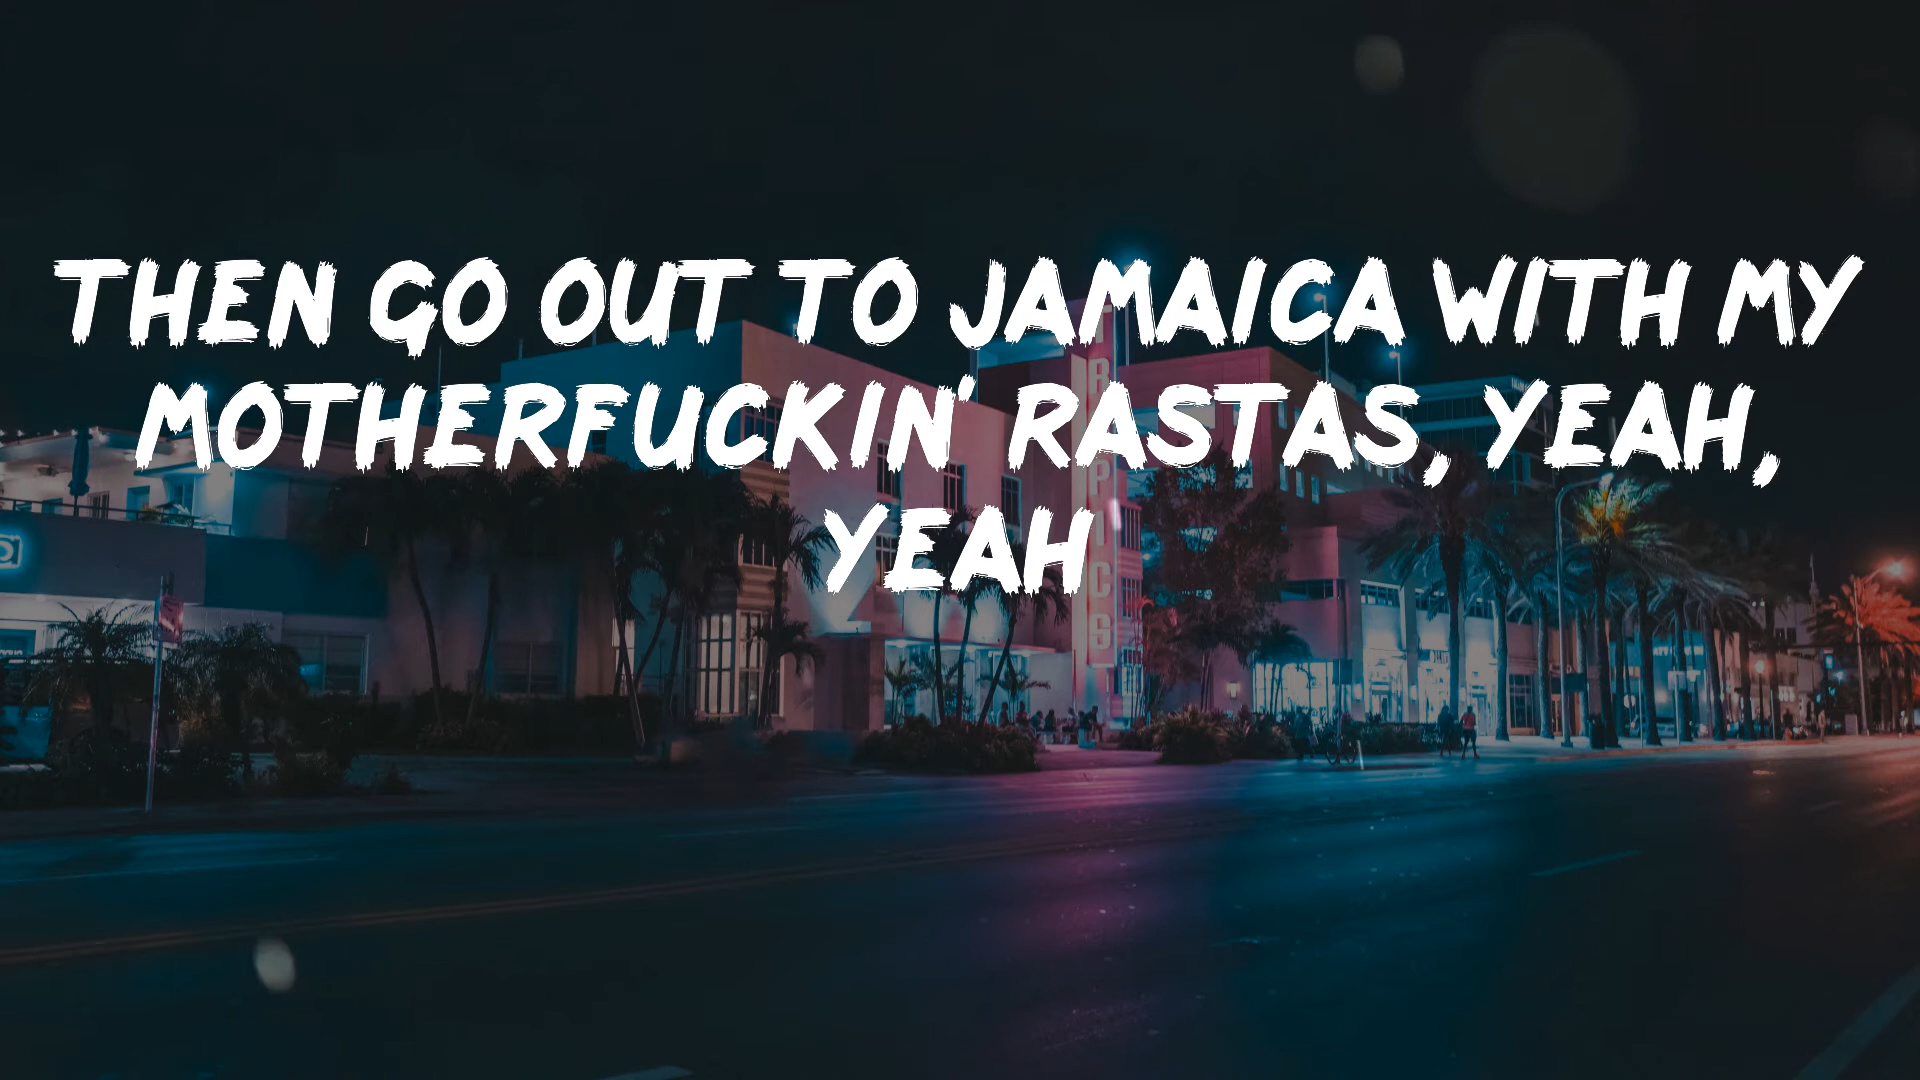 THEN GO OUT TO JAMAICA WITH MY
MOTHERFUCKIN' RASTAS, YEAH,
YEAH